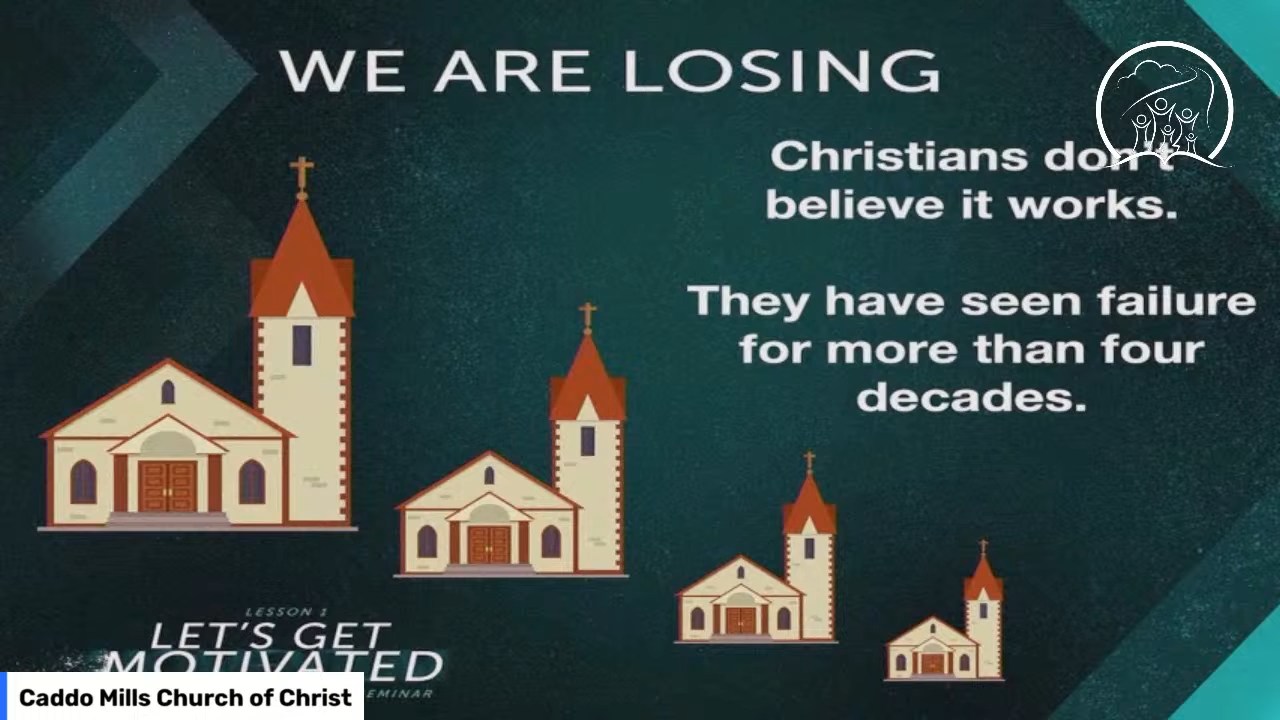 WE ARE LOSING
Christians don't
believe it works.
They have seen failure
for more than four
decades.
LESSON 1
LET'S GET
MOTIVATED
EMINAR
Caddo Mills Church of Christ